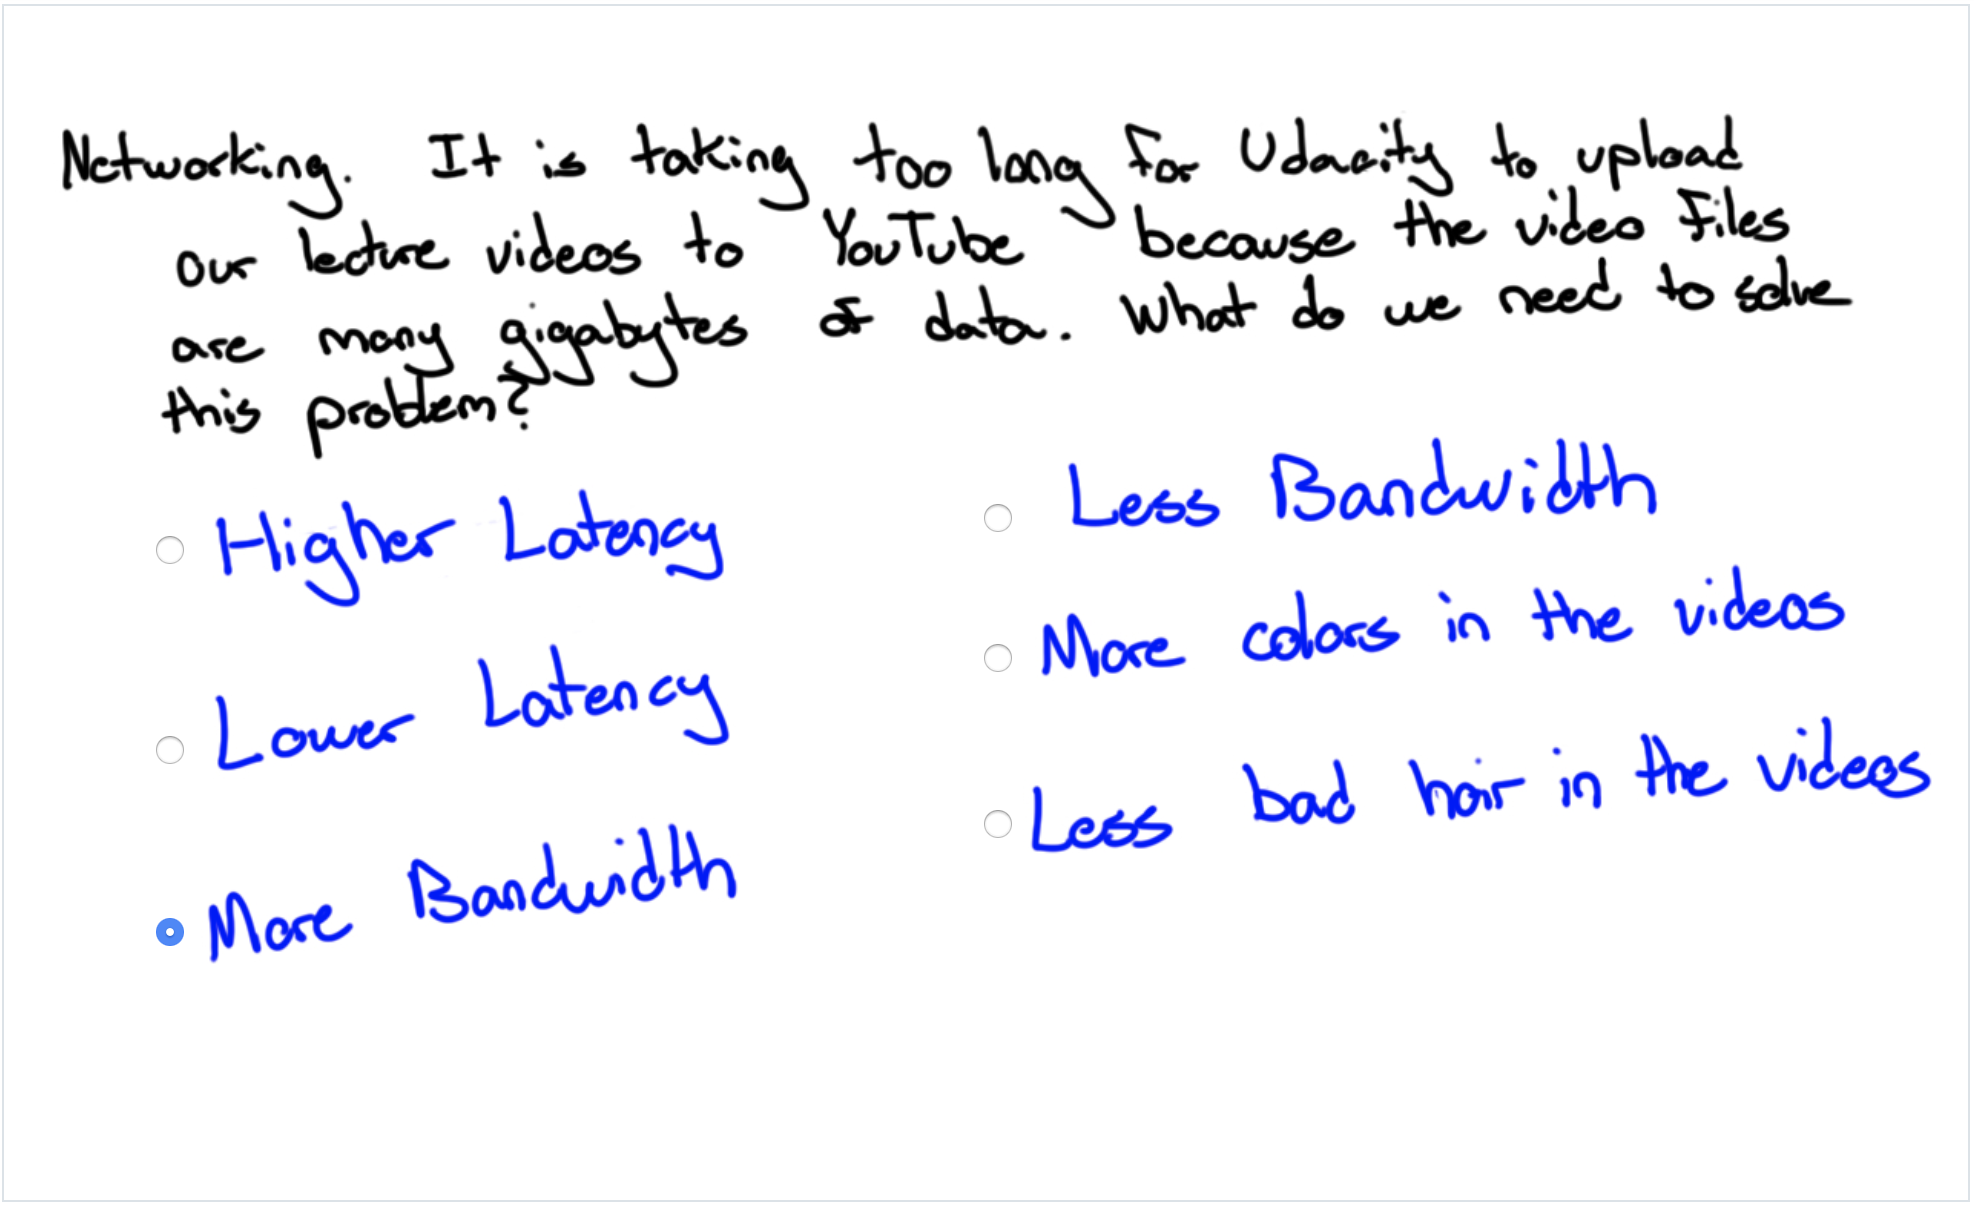 Networking. It is taking too long for Udacity to upload
our lecture videos to YouTube because the video files
are many gigabytes of data. What do we need to solve
this problem?
Higher Latency
Lower Latency
More Bandwidth
Less Bandwidth
More colors in the videos
Less bad hair in the videos